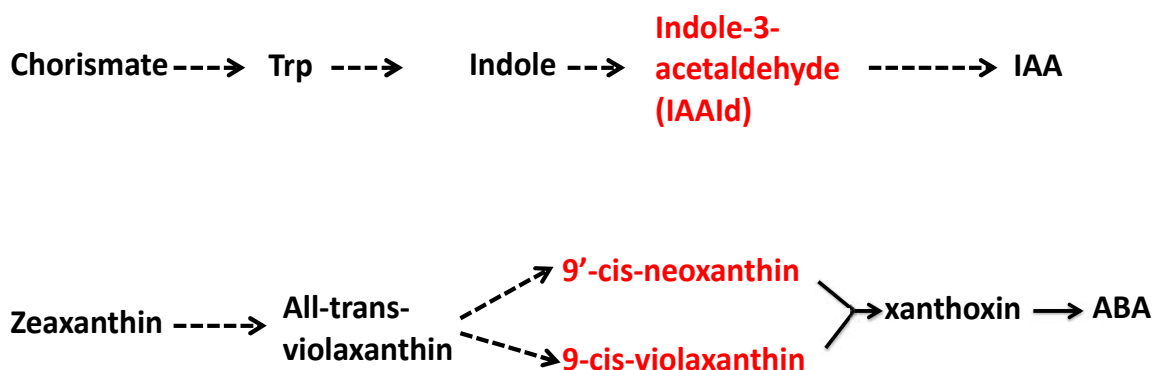 Chorismate Trp Indole Indole-3-
acetaldehyde
(IAAId) IAA
9’-cis-neoxanthin
Zeaxanthin All-trans-
violaxanthin xanthoxin ABA
9-cis-violaxanthin